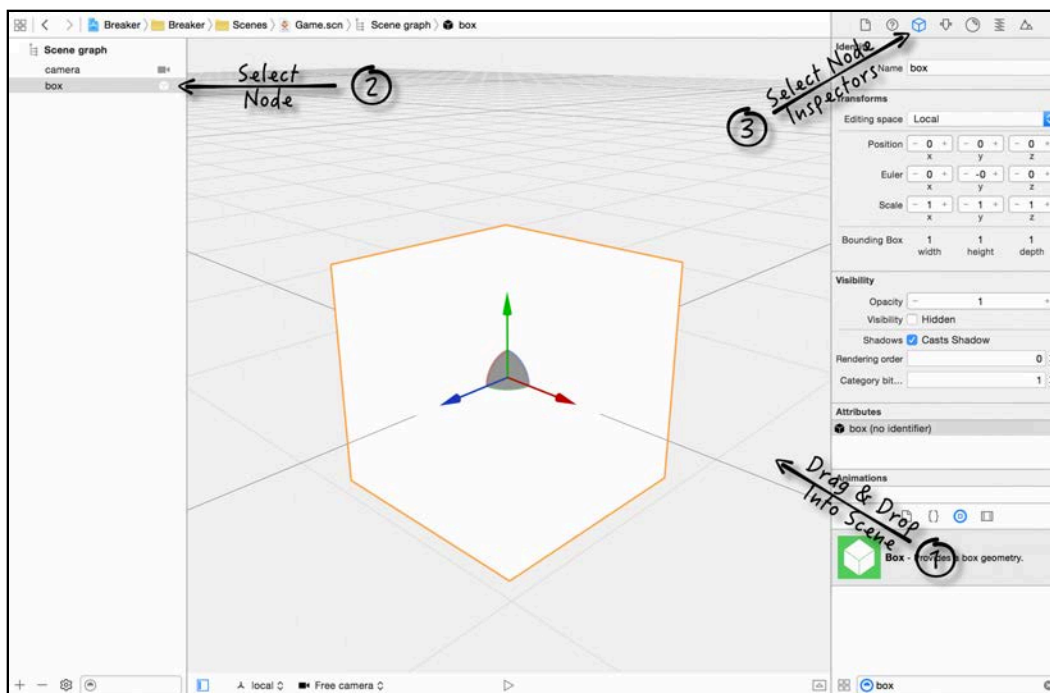 Breaker Breaker Scenes Game.scn Scene graph box
Scene graph
camera
box
Select
Node
2
3
Select Node
Inspectors
Identity
Name box
Transforms
Editing space Local
Position - 0 + - 0 + - 0 +
x y z
Euler - 0 + - -0 + - 0 +
x y z
Scale - 1 + - 1 + - 1 +
x y z
Bounding Box 1 1 1
width height depth
Visibility
Opacity - 1 +
Visibility Hidden
Shadows Casts Shadow
Rendering order 0
Category bit... 1
Attributes
box (no identifier)
Animations
Drag & Drop
Into Scene
1
{}
Box - Provides a box geometry.
+ - local Free camera
box